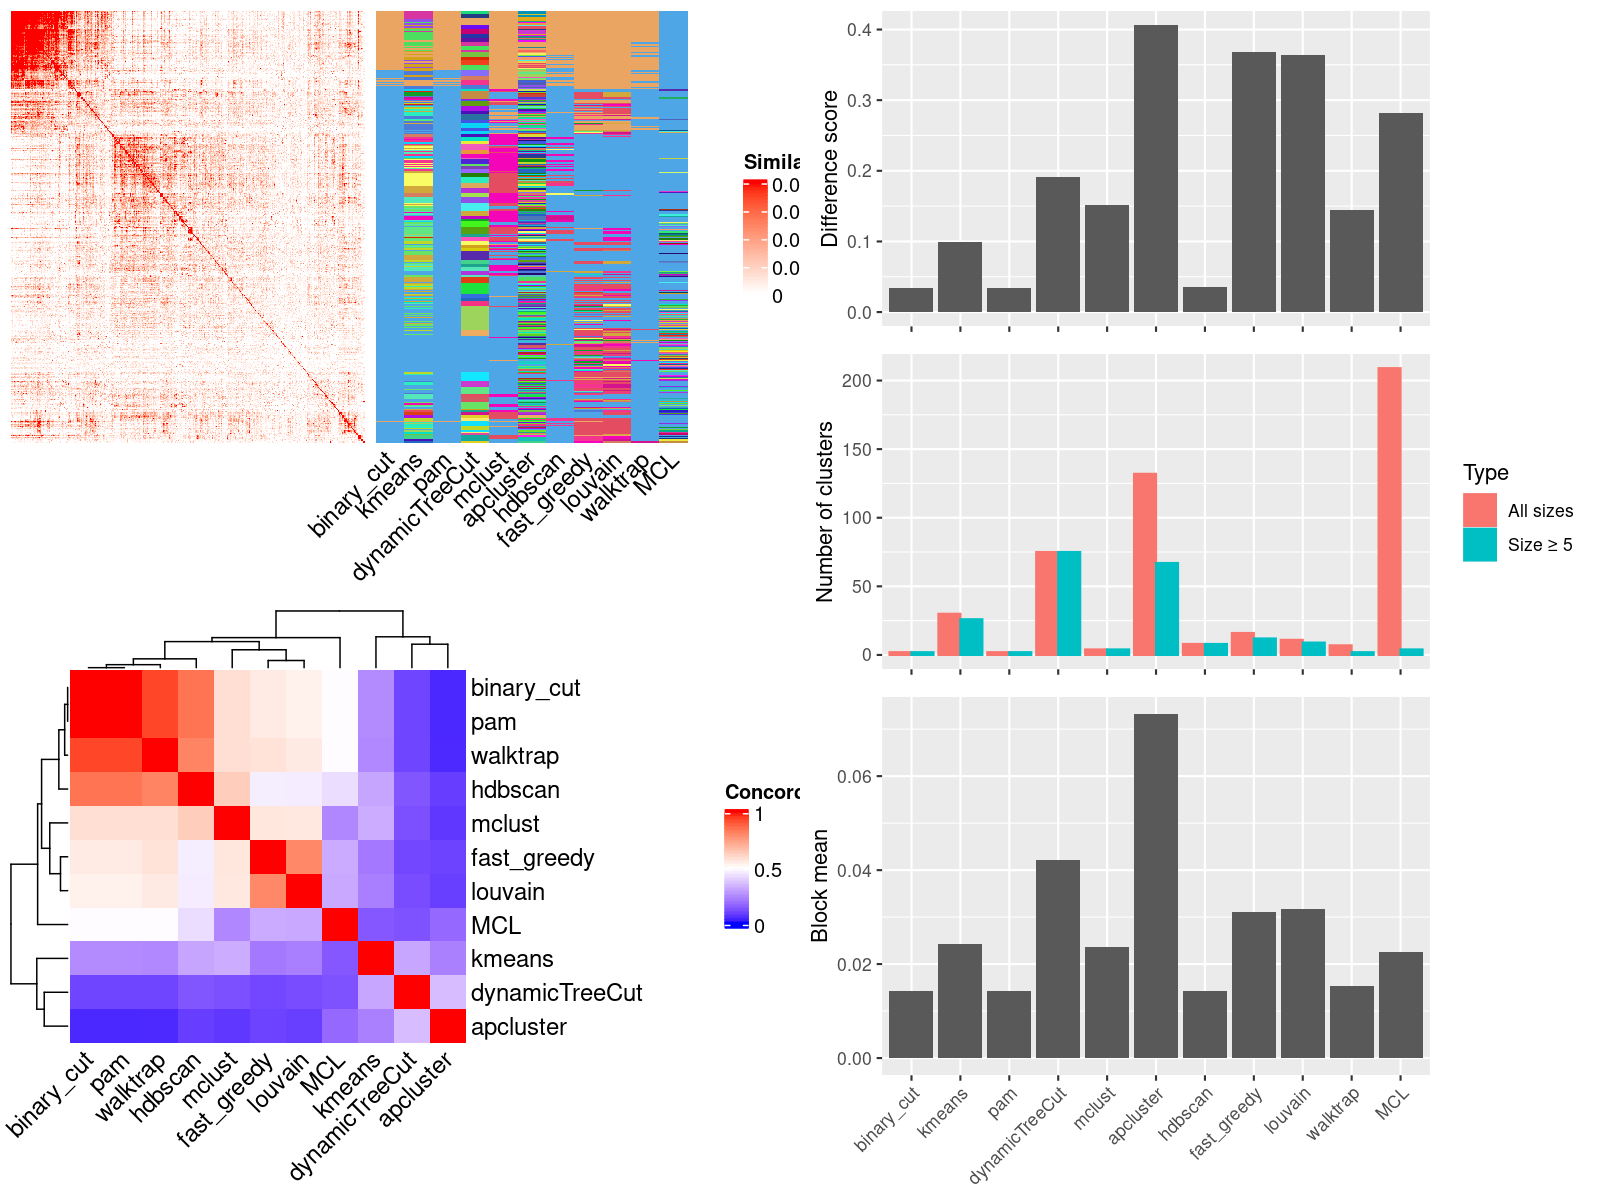 Simila
0.0
0.0
0.0
0.0
0
binary_cut
kmeans
pam
dynamicTreeCut
mclust
apcluster
hdbscan
fast_greedy
louvain
walktrap
MCL
binary_cut
pam
walktrap
hdbscan
mclust
fast_greedy
louvain
MCL
kmeans
dynamicTreeCut
apcluster
binary_cut
pam
walktrap
hdbscan
mclust
fast_greedy
louvain
MCL
kmeans
dynamicTreeCut
apcluster
Concord
1
0.5
0
Difference score
0.4
0.3
0.2
0.1
0.0
Number of clusters
200
150
100
50
0
Type
All sizes
Size ≥ 5
Block mean
0.06
0.04
0.02
0.00
binary_cut
kmeans
pam
dynamicTreeCut
mclust
apcluster
hdbscan
fast_greedy
louvain
walktrap
MCL